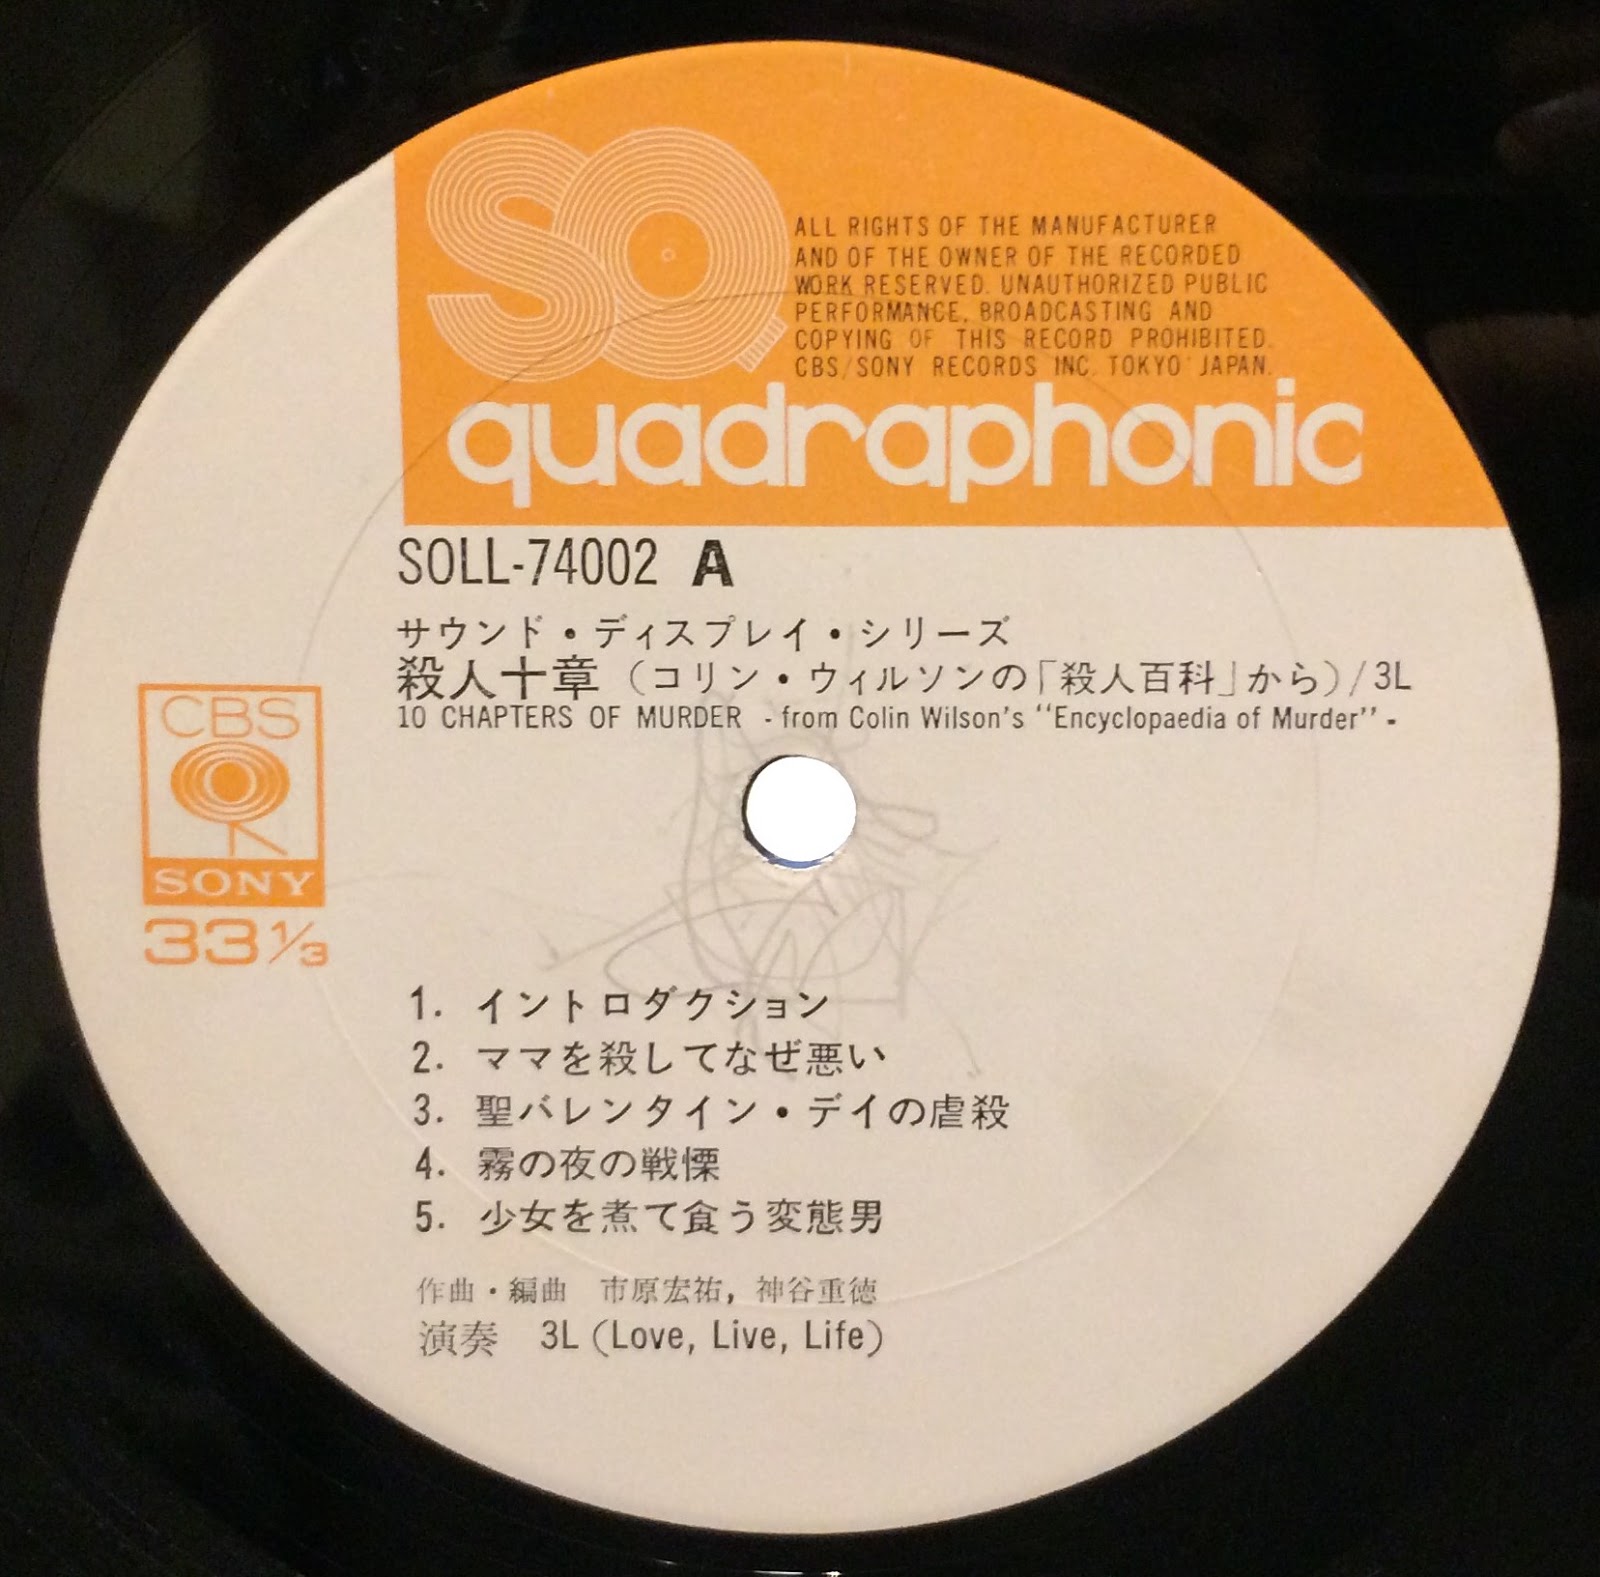 SQ
ALL RIGHTS OF THE MANUFACTURER
AND OF THE OWNER OF THE RECORDED
WORK RESERVED. UNAUTHORIZED PUBLIC
PERFORMANCE, BROADCASTING AND
COPYING OF THIS RECORD PROHIBITED.
CBS/SONY RECORDS INC. TOKYO JAPAN.
quadraphonic
SOLL-74002 A
サウンド・ディスプレイ・シリーズ
殺人十章（コリン・ウィルソンの「殺人百科」から）/3L
10 CHAPTERS OF MURDER - from Colin Wilson's "Encyclopaedia of Murder" -
CBS
SONY
33 1/3
1. イントロダクション
2. ママを殺してなぜ悪い
3. 聖バレンタイン・デイの虐殺
4. 霧の夜の戦慄
5. 少女を煮て食う変態男
作曲・編曲 市原宏祐，神谷重徳
演奏 3L (Love, Live, Life)